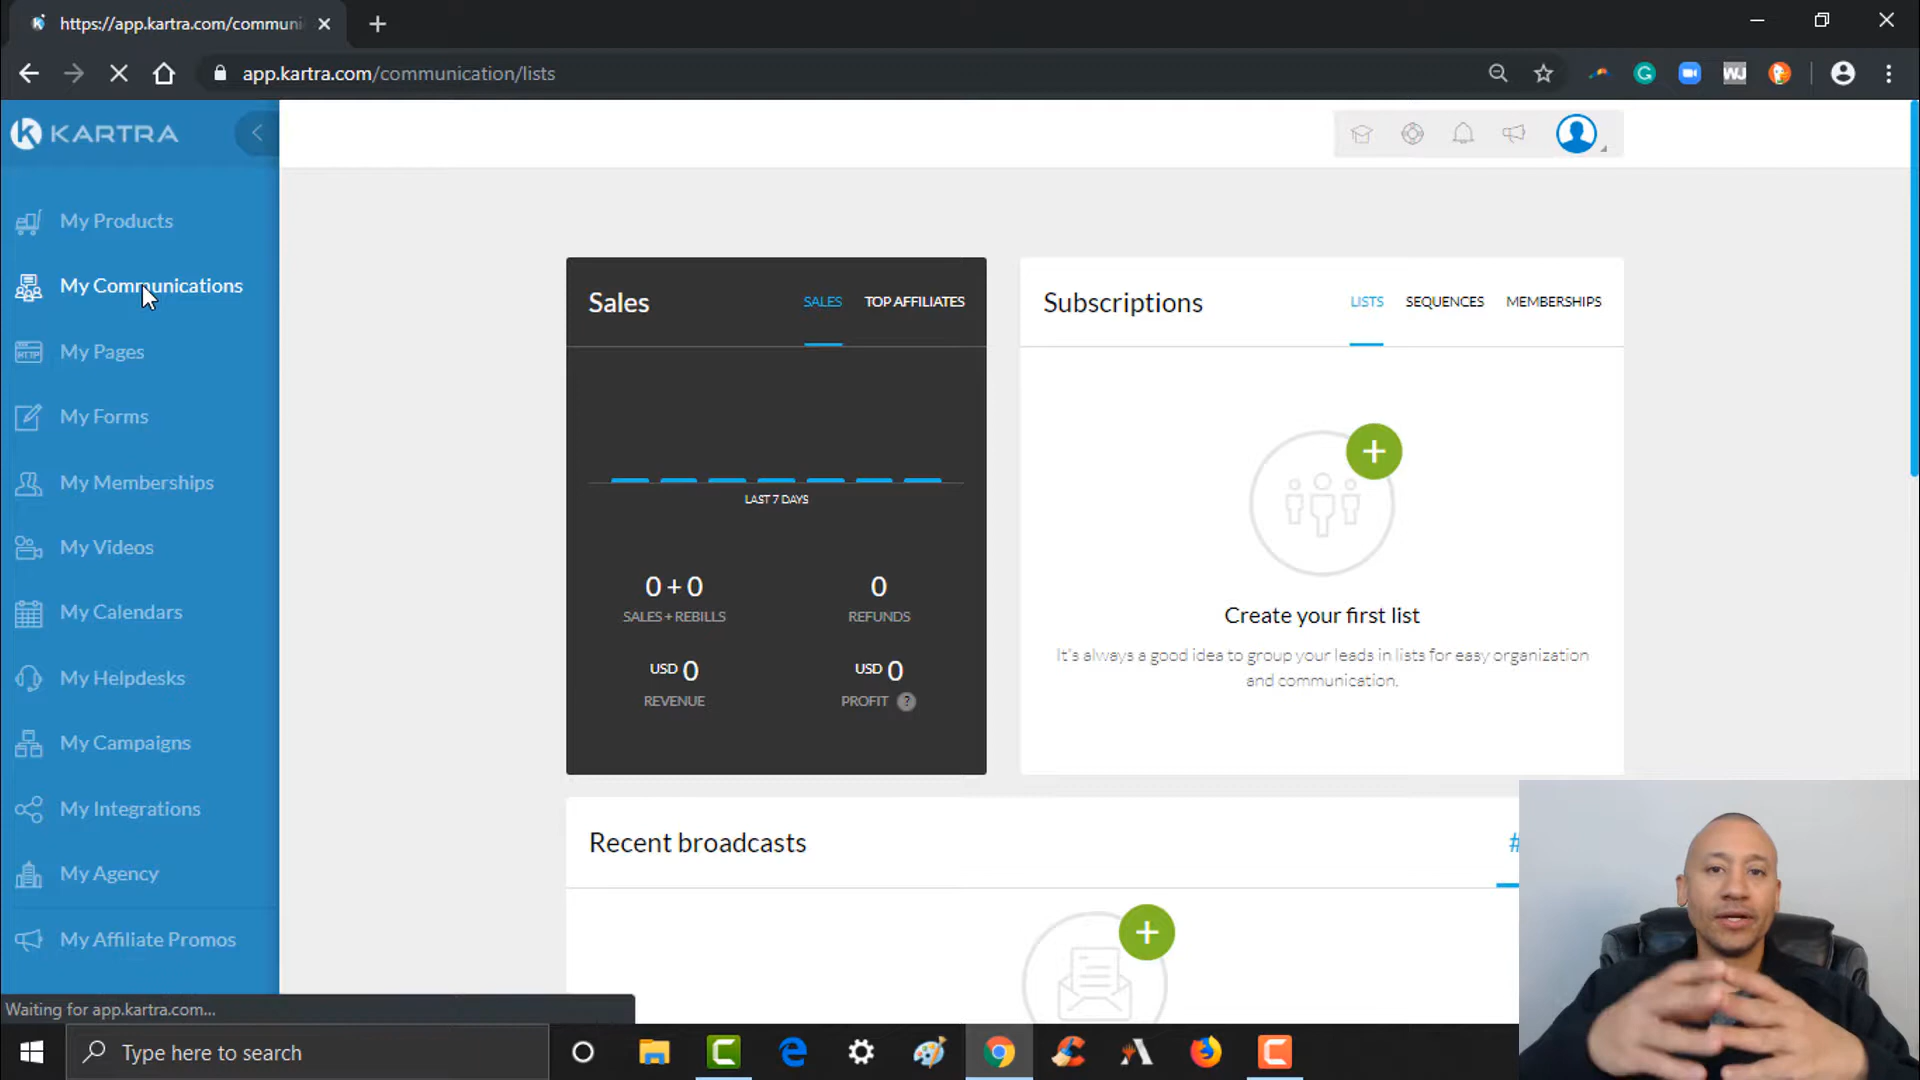 https://app.kartra.com/communi
app.kartra.com/communication/lists
WJ
KARTRA
My Products
My Communications
My Pages
HTTP
My Forms
My Memberships
My Videos
My Calendars
My Helpdesks
My Campaigns
My Integrations
My Agency
My Affiliate Promos
Sales
SALES
TOP AFFILIATES
LAST 7 DAYS
0 + 0
SALES + REBILLS
0
REFUNDS
USD 0
REVENUE
USD 0
PROFIT ?
Subscriptions
LISTS
SEQUENCES
MEMBERSHIPS
Create your first list
It's always a good idea to group your leads in lists for easy organization
and communication.
Recent broadcasts
#
Waiting for app.kartra.com...
Type here to search